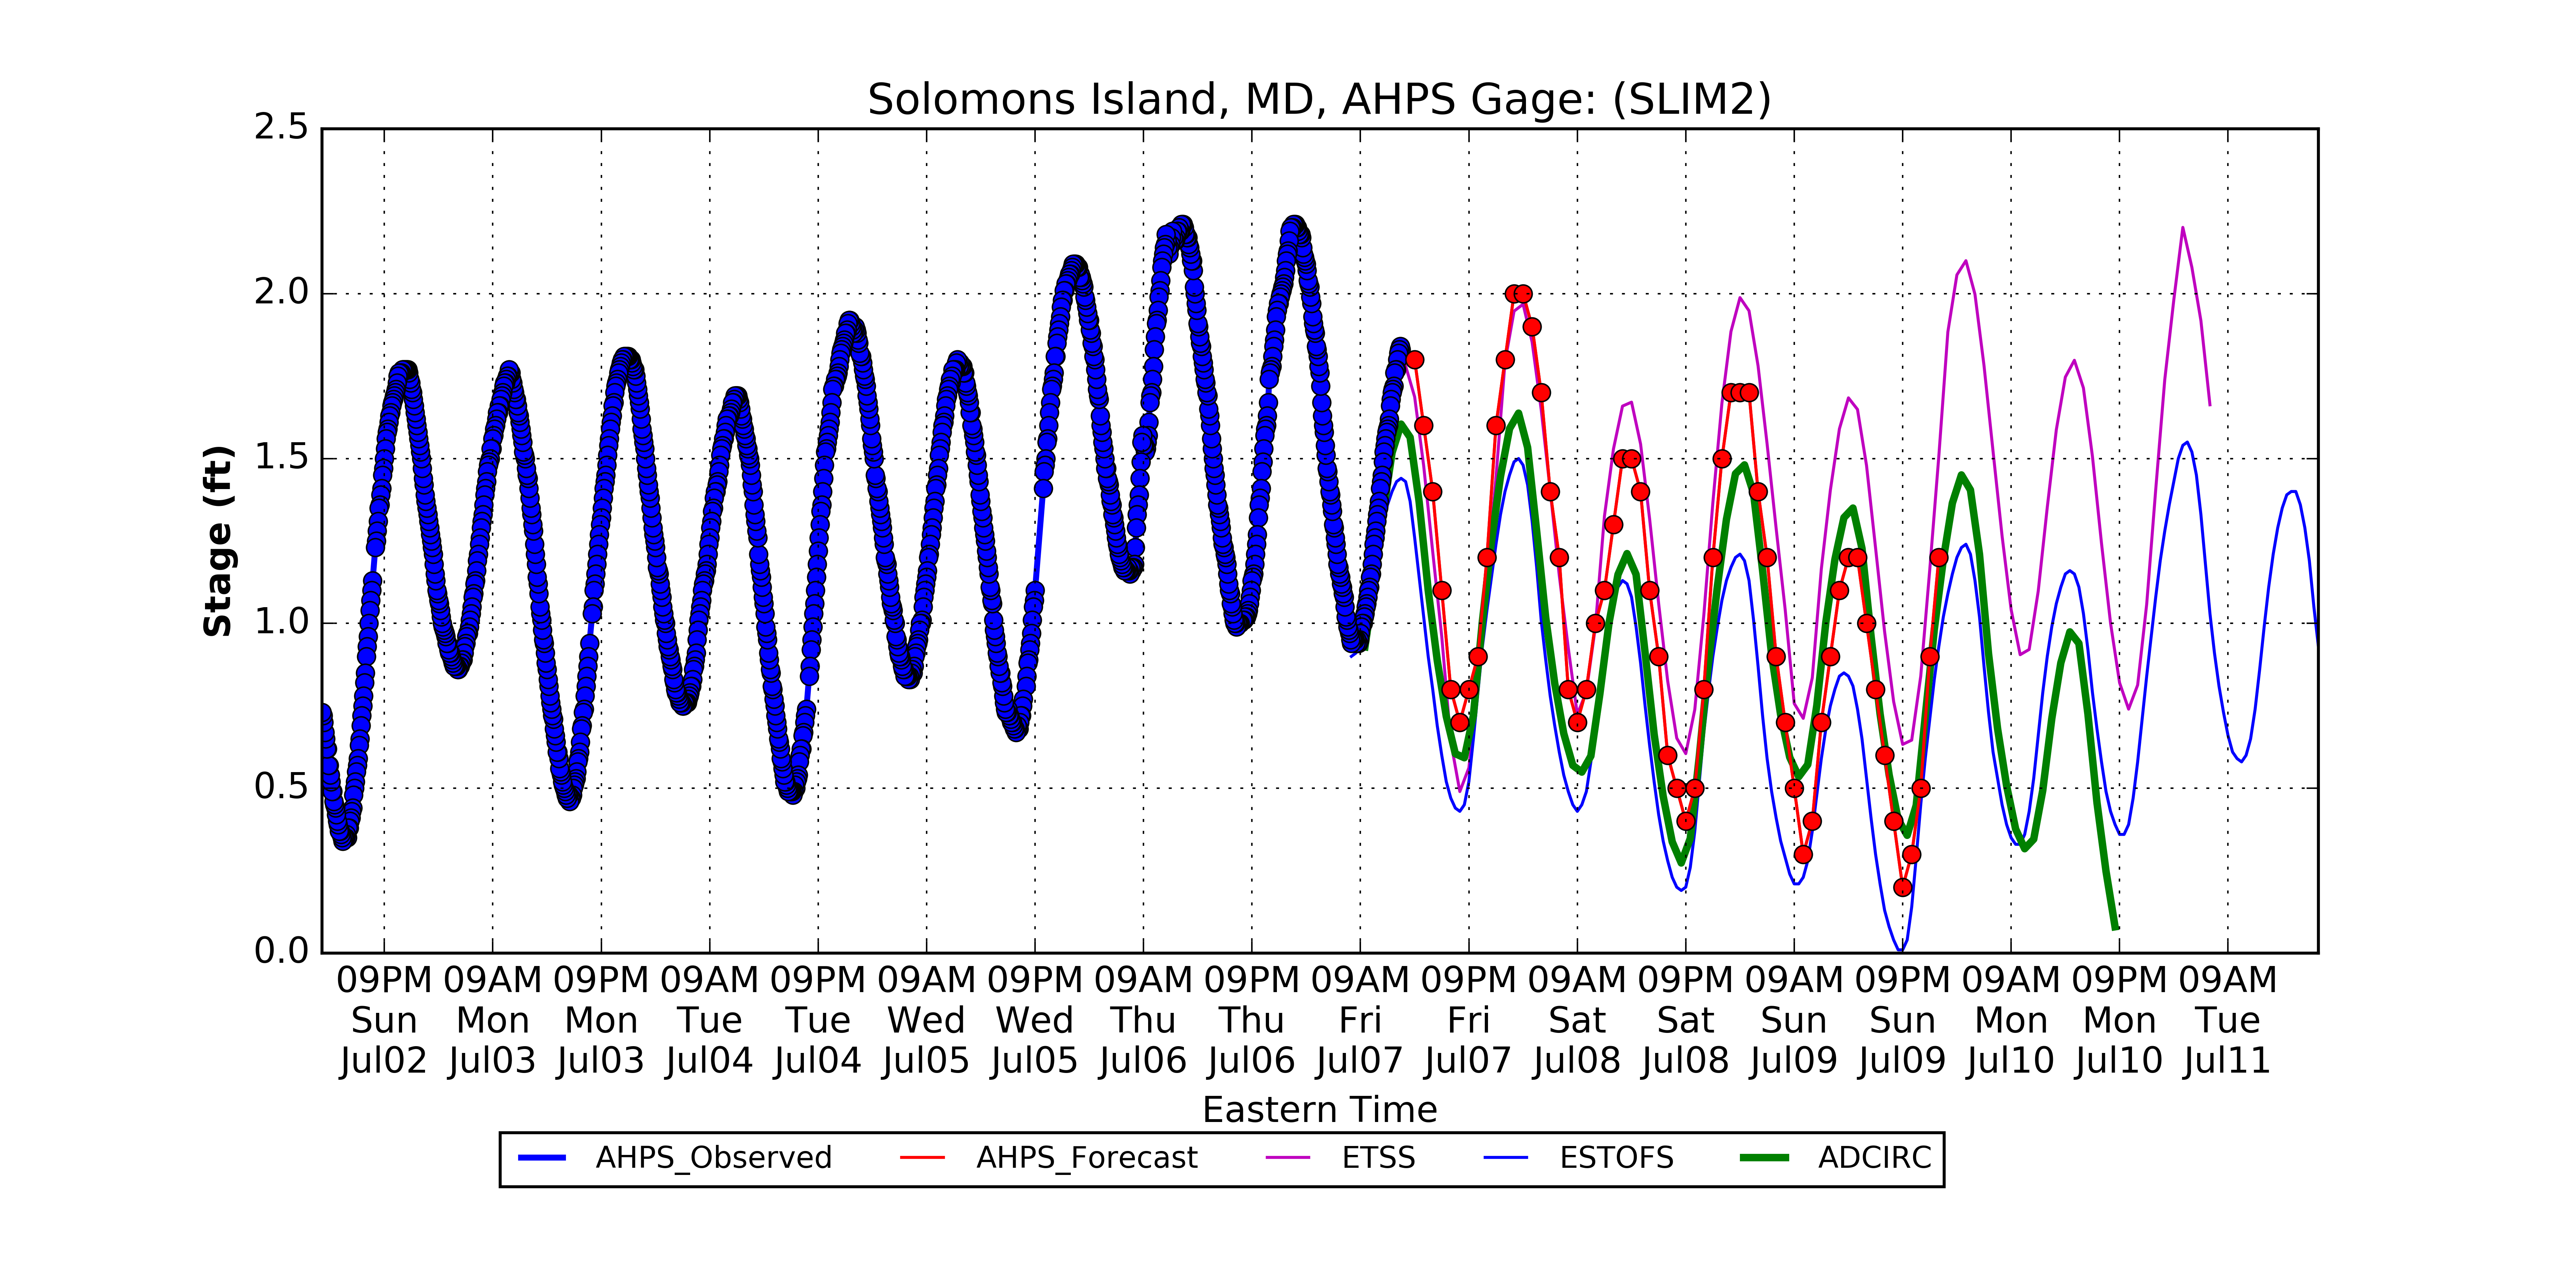 Solomons Island, MD, AHPS Gage: (SLIM2)
2.5
2.0
1.5
1.0
0.5
0.0
Stage (ft)
09PM 09AM 09PM 09AM 09PM 09AM 09PM 09AM 09PM 09AM 09PM 09AM 09PM 09AM 09PM 09AM 09PM 09AM
Sun Mon Mon Tue Tue Wed Wed Thu Thu Fri Fri Sat Sat Sun Sun Mon Mon Tue
Jul02 Jul03 Jul03 Jul04 Jul04 Jul05 Jul05 Jul06 Jul06 Jul07 Jul07 Jul08 Jul08 Jul09 Jul09 Jul10 Jul10 Jul11
Eastern Time
AHPS_Observed AHPS_Forecast ETSS ESTOFS ADCIRC